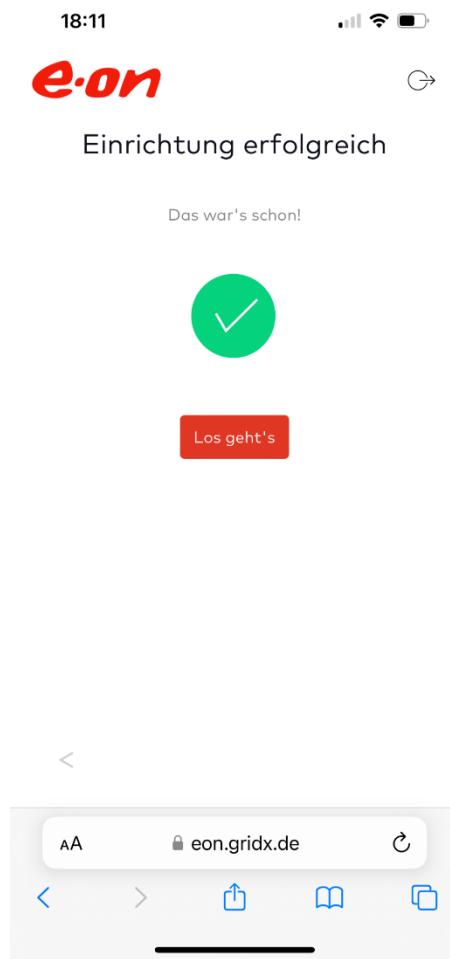 18:11
e·on
Einrichtung erfolgreich
Das war's schon!
Los geht's
<
AA
eon.gridx.de